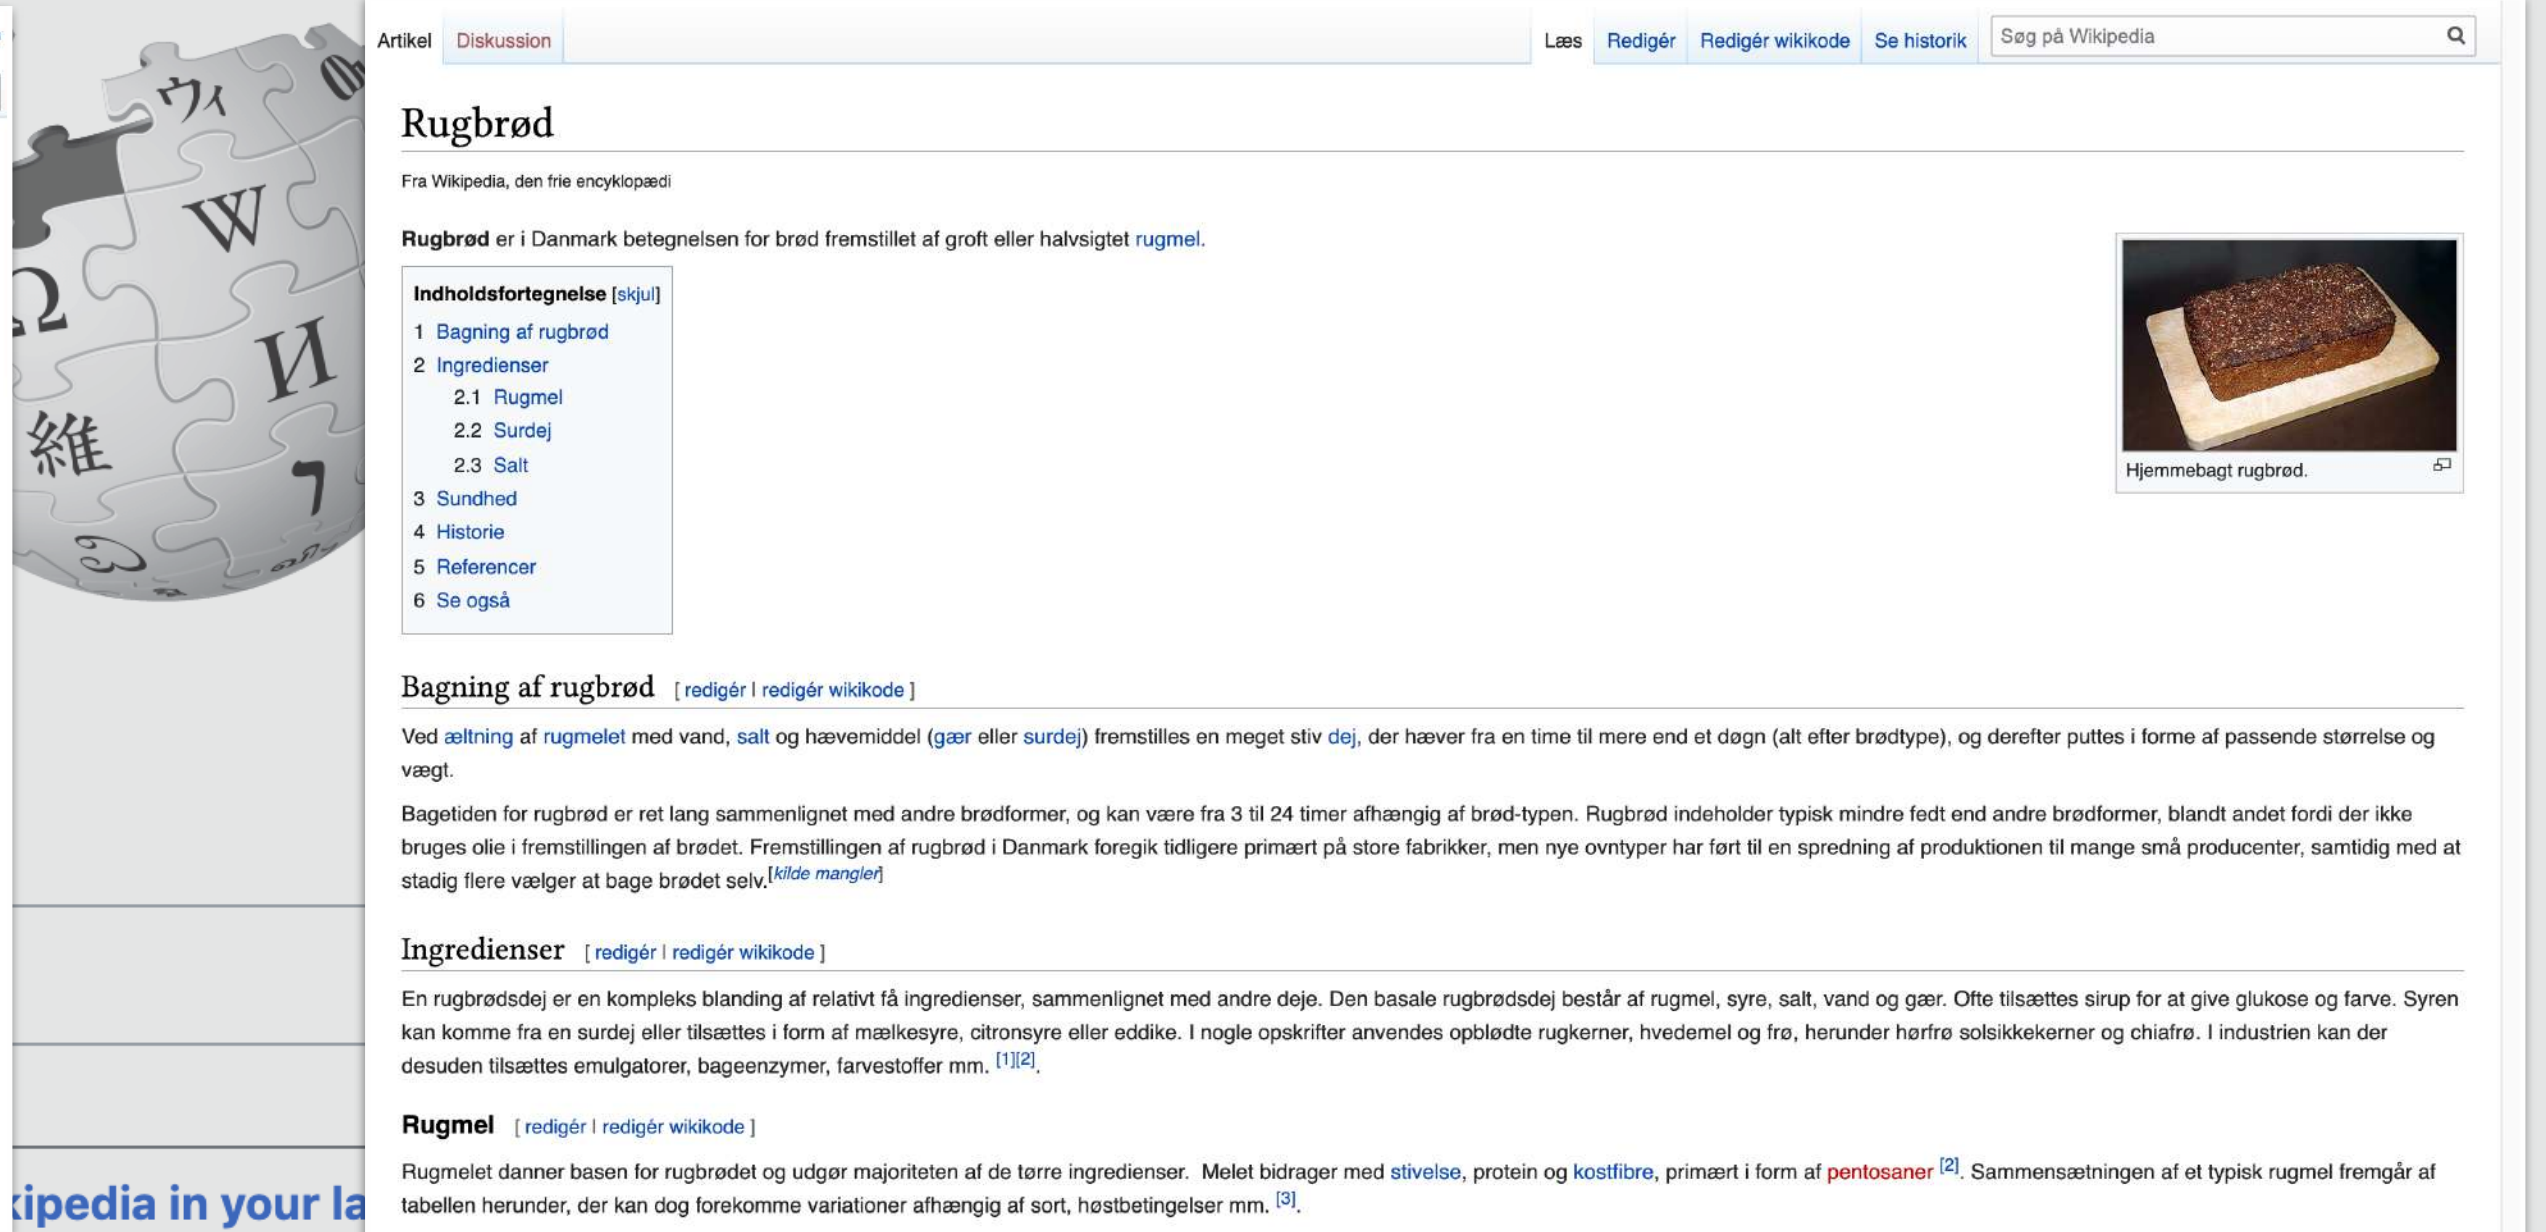 Artikel Diskussion Læs Redigér Redigér wikikode Se historik Søg på Wikipedia
Rugbrød
Fra Wikipedia, den frie encyklopædi
Rugbrød er i Danmark betegnelsen for brød fremstillet af groft eller halvsigtet rugmel.
Indholdsfortegnelse [skjul]
1 Bagning af rugbrød
2 Ingredienser
2.1 Rugmel
2.2 Surdej
2.3 Salt
3 Sundhed
4 Historie
5 Referencer
6 Se også
Hjemmebagt rugbrød.
Bagning af rugbrød [ redigér | redigér wikikode ]
Ved æltning af rugmelet med vand, salt og hævemiddel (gær eller surdej) fremstilles en meget stiv dej, der hæver fra en time til mere end et døgn (alt efter brødtype), og derefter puttes i forme af passende størrelse og
vægt.
Bagetiden for rugbrød er ret lang sammenlignet med andre brødformer, og kan være fra 3 til 24 timer afhængig af brød-typen. Rugbrød indeholder typisk mindre fedt end andre brødformer, blandt andet fordi der ikke
bruges olie i fremstillingen af brødet. Fremstillingen af rugbrød i Danmark foregik tidligere primært på store fabrikker, men nye ovntyper har ført til en spredning af produktionen til mange små producenter, samtidig med at
stadig flere vælger at bage brødet selv.[kilde mangler]
Ingredienser [ redigér | redigér wikikode ]
En rugbrødsdej er en kompleks blanding af relativt få ingredienser, sammenlignet med andre deje. Den basale rugbrødsdej består af rugmel, syre, salt, vand og gær. Ofte tilsættes sirup for at give glukose og farve. Syren
kan komme fra en surdej eller tilsættes i form af mælkesyre, citronsyre eller eddike. I nogle opskrifter anvendes opblødte rugkerner, hvedemel og frø, herunder hørfrø solsikkekerner og chiafrø. I industrien kan der
desuden tilsættes emulgatorer, bageenzymer, farvestoffer mm. [1][2].
Rugmel [ redigér | redigér wikikode ]
Rugmelet danner basen for rugbrødet og udgør majoriteten af de tørre ingredienser. Melet bidrager med stivelse, protein og kostfibre, primært i form af pentosaner [2]. Sammensætningen af et typisk rugmel fremgår af
tabellen herunder, der kan dog forekomme variationer afhængig af sort, høstbetingelser mm. [3].
ウィ
W
Ω
И
維
ר
kipedia in your la